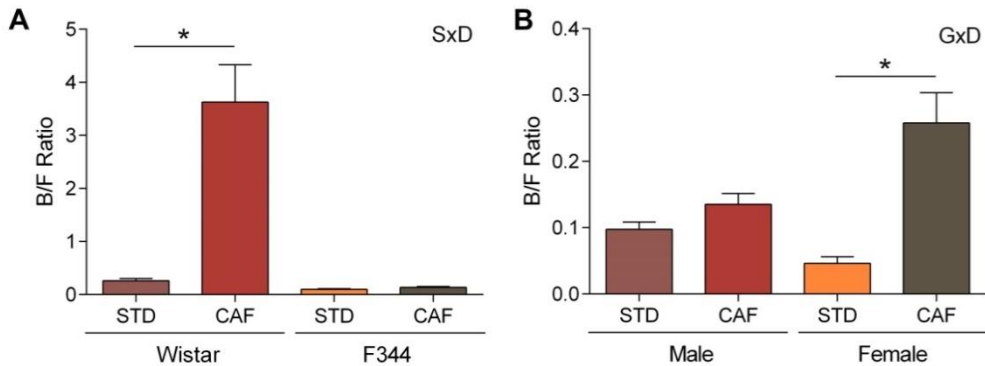 A
SxD
*
B/F Ratio
5
4
3
2
1
0
STD CAF STD CAF
Wistar F344
B
GxD
*
B/F Ratio
0.4
0.3
0.2
0.1
0.0
STD CAF STD CAF
Male Female